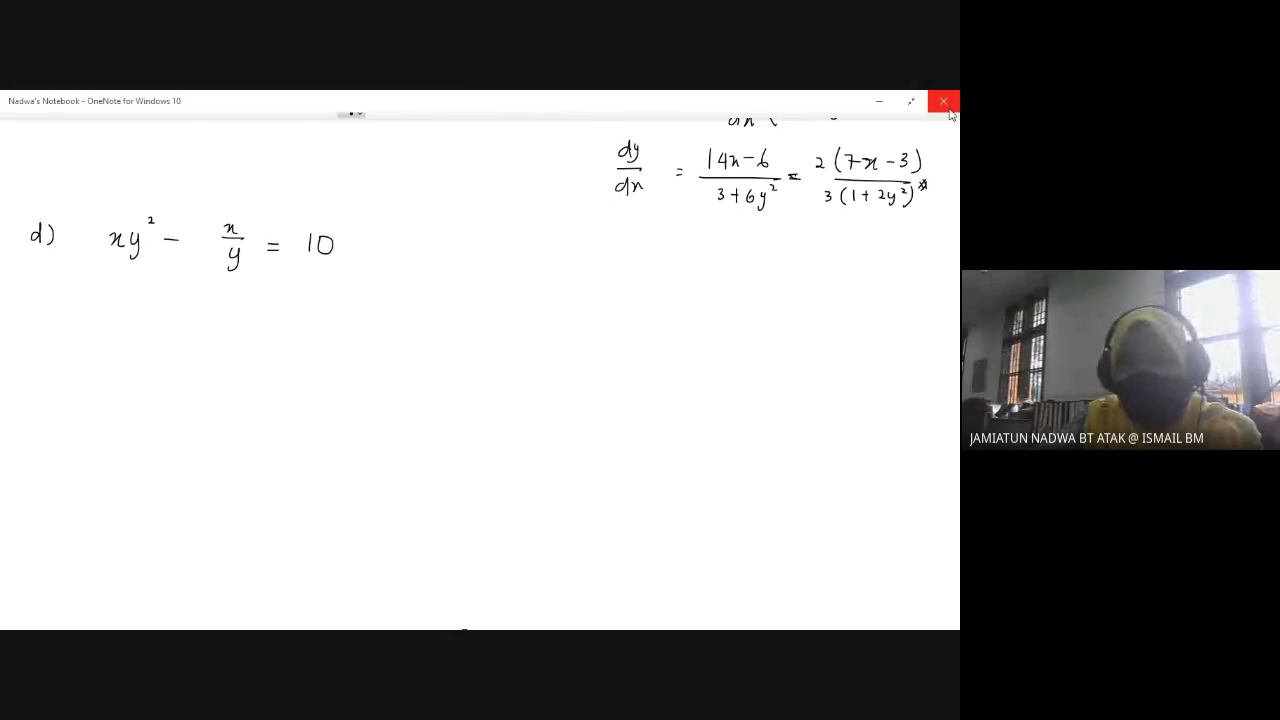 Nadwa's Notebook - OneNote for Windows 10
dy/dx = 14x-6/3+6y² = 2(7x-3)/3(1+2y²)
d) xy² - x/y = 10
JAMIATUN NADWA BT ATAK @ ISMAIL BM